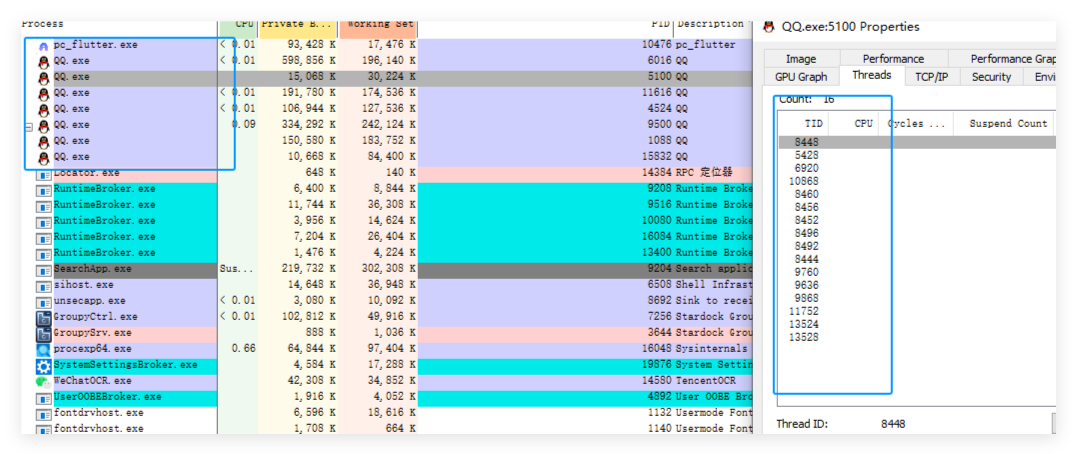 Process CPU Private B... Working Set PID Description
pc_flutter.exe < 0.01 93,428 K 17,476 K 10476 pc_flutter
QQ.exe < 0.01 598,856 K 196,140 K 6016 QQ
QQ.exe 15,068 K 30,224 K 5100 QQ
QQ.exe < 0.01 191,780 K 174,536 K 11616 QQ
QQ.exe < 0.01 106,944 K 127,536 K 4524 QQ
QQ.exe 0.09 334,292 K 242,124 K 9500 QQ
QQ.exe 150,580 K 183,752 K 1088 QQ
QQ.exe 10,668 K 84,400 K 15832 QQ
Locator.exe 648 K 140 K 14384 RPC 定位器
RuntimeBroker.exe 6,400 K 8,844 K 9208 Runtime Broke
RuntimeBroker.exe 11,744 K 36,308 K 9516 Runtime Broke
RuntimeBroker.exe 3,956 K 14,624 K 10080 Runtime Broke
RuntimeBroker.exe 7,204 K 26,404 K 16084 Runtime Broke
RuntimeBroker.exe 1,476 K 4,224 K 13400 Runtime Broke
SearchApp.exe Sus... 219,732 K 302,308 K 9204 Search applic
sihost.exe 14,648 K 36,948 K 6508 Shell Infrast
unsecapp.exe < 0.01 3,080 K 10,092 K 8692 Sink to recei
GroupyCtrl.exe < 0.01 102,812 K 49,916 K 7256 Stardock Grou
GroupySrv.exe 888 K 1,036 K 3644 Stardock Grou
procexp64.exe 0.66 64,844 K 97,404 K 16048 Sysinternals
SystemSettingsBroker.exe 4,584 K 17,288 K 19876 System Settin
WeChatOCR.exe 42,308 K 34,852 K 14580 TencentOCR
UserOOBEBroker.exe 1,916 K 4,052 K 4892 User OOBE Bro
fontdrvhost.exe 6,596 K 18,616 K 1132 Usermode Font
fontdrvhost.exe 1,708 K 664 K 1140 Usermode Font
QQ.exe:5100 Properties
Image Performance Performance Grap
GPU Graph Threads TCP/IP Security Envi
Count: 16
TID CPU Cycles ... Suspend Count
8448
5428
6920
10868
8460
8456
8452
8496
8492
8444
9760
9636
9868
11752
13524
13528
Thread ID: 8448